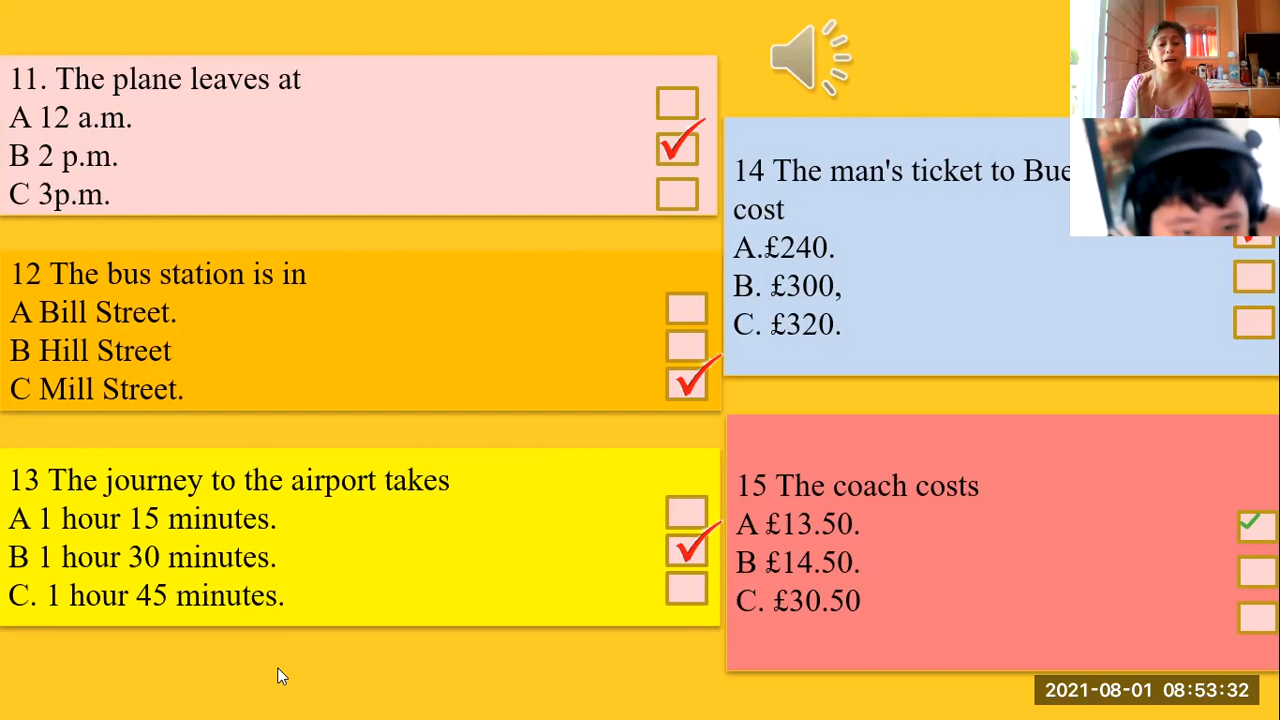 11. The plane leaves at
A 12 a.m.
B 2 p.m.
C 3p.m.
12 The bus station is in
A Bill Street.
B Hill Street
C Mill Street.
13 The journey to the airport takes
A 1 hour 15 minutes.
B 1 hour 30 minutes.
C. 1 hour 45 minutes.
14 The man's ticket to
cost
A.£240.
B. £300,
C. £320.
15 The coach costs
A £13.50.
B £14.50.
C. £30.50
2021-08-01 08:53:32